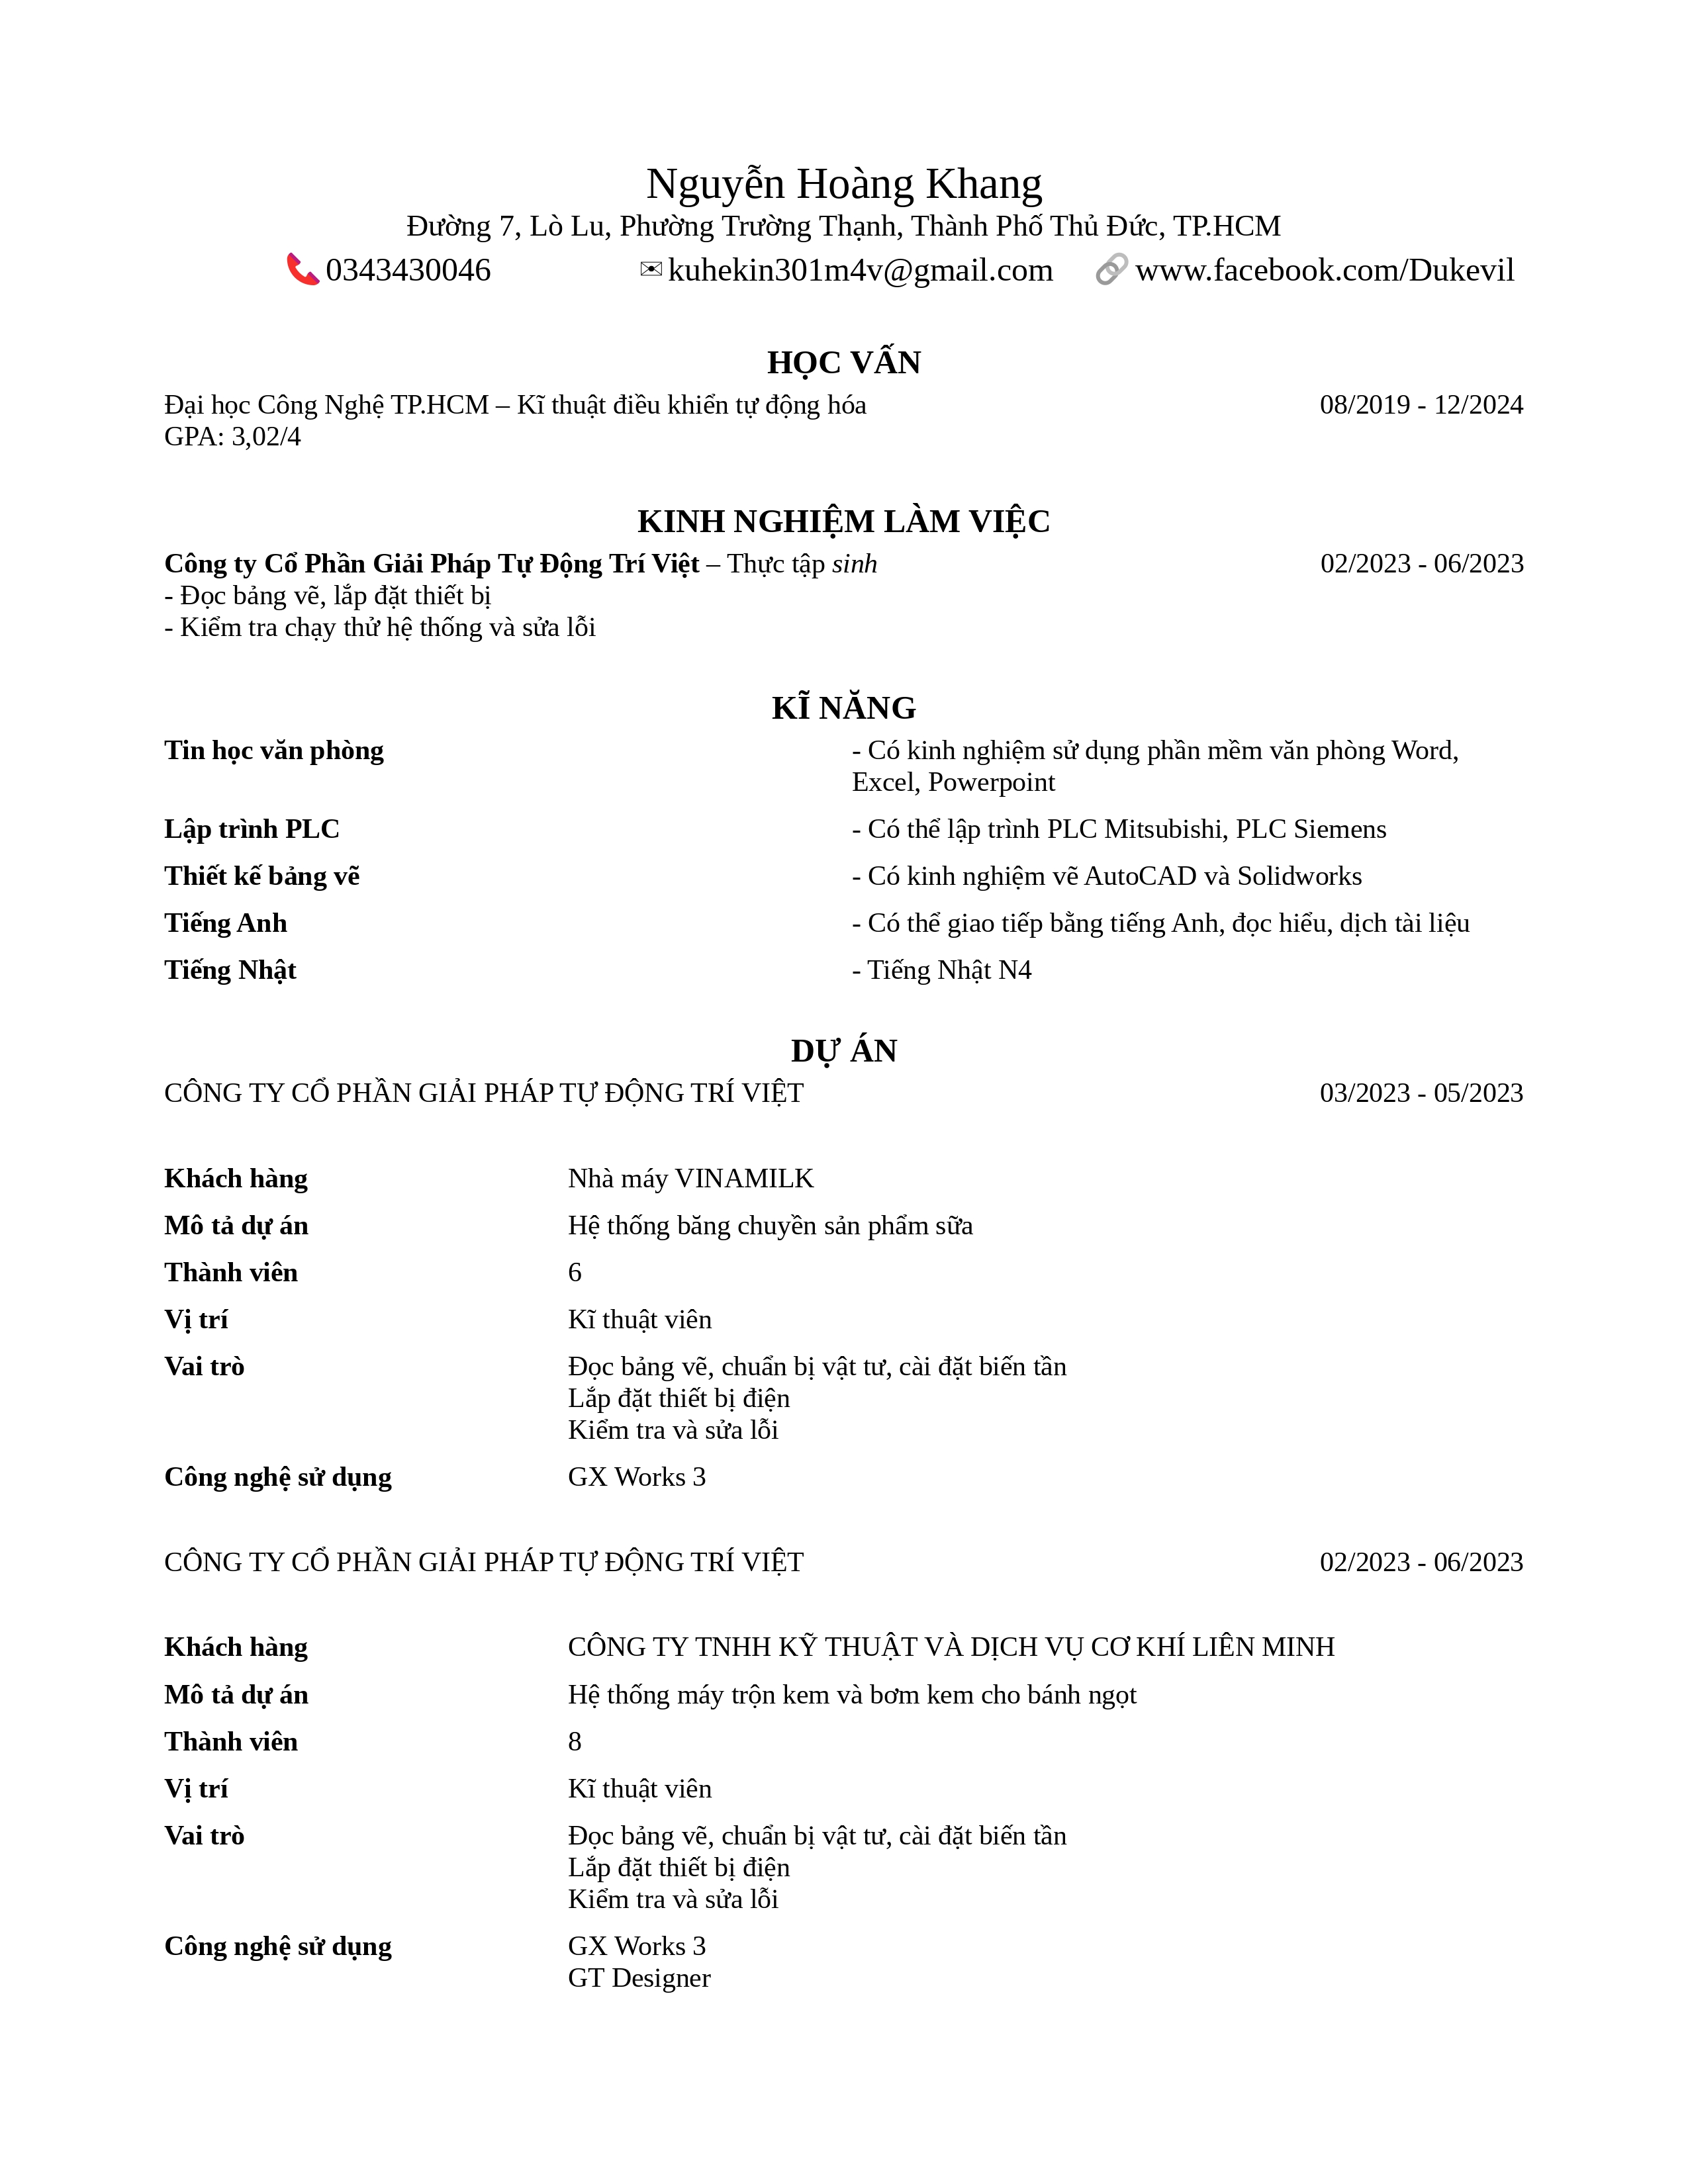 Nguyễn Hoàng Khang
Đường 7, Lò Lu, Phường Trường Thạnh, Thành Phố Thủ Đức, TP.HCM
0343430046 kuhekin301m4v@gmail.com www.facebook.com/Dukevil
HỌC VẤN
Đại học Công Nghệ TP.HCM – Kĩ thuật điều khiển tự động hóa 08/2019 - 12/2024
GPA: 3,02/4
KINH NGHIỆM LÀM VIỆC
Công ty Cổ Phần Giải Pháp Tự Động Trí Việt – Thực tập sinh 02/2023 - 06/2023
- Đọc bảng vẽ, lắp đặt thiết bị
- Kiểm tra chạy thử hệ thống và sửa lỗi
KĨ NĂNG
Tin học văn phòng - Có kinh nghiệm sử dụng phần mềm văn phòng Word,
Excel, Powerpoint
Lập trình PLC - Có thể lập trình PLC Mitsubishi, PLC Siemens
Thiết kế bảng vẽ - Có kinh nghiệm vẽ AutoCAD và Solidworks
Tiếng Anh - Có thể giao tiếp bằng tiếng Anh, đọc hiểu, dịch tài liệu
Tiếng Nhật - Tiếng Nhật N4
DỰ ÁN
CÔNG TY CỔ PHẦN GIẢI PHÁP TỰ ĐỘNG TRÍ VIỆT 03/2023 - 05/2023
Khách hàng Nhà máy VINAMILK
Mô tả dự án Hệ thống băng chuyền sản phẩm sữa
Thành viên 6
Vị trí Kĩ thuật viên
Vai trò Đọc bảng vẽ, chuẩn bị vật tư, cài đặt biến tần
Lắp đặt thiết bị điện
Kiểm tra và sửa lỗi
Công nghệ sử dụng GX Works 3
CÔNG TY CỔ PHẦN GIẢI PHÁP TỰ ĐỘNG TRÍ VIỆT 02/2023 - 06/2023
Khách hàng CÔNG TY TNHH KỸ THUẬT VÀ DỊCH VỤ CƠ KHÍ LIÊN MINH
Mô tả dự án Hệ thống máy trộn kem và bơm kem cho bánh ngọt
Thành viên 8
Vị trí Kĩ thuật viên
Vai trò Đọc bảng vẽ, chuẩn bị vật tư, cài đặt biến tần
Lắp đặt thiết bị điện
Kiểm tra và sửa lỗi
Công nghệ sử dụng GX Works 3
GT Designer